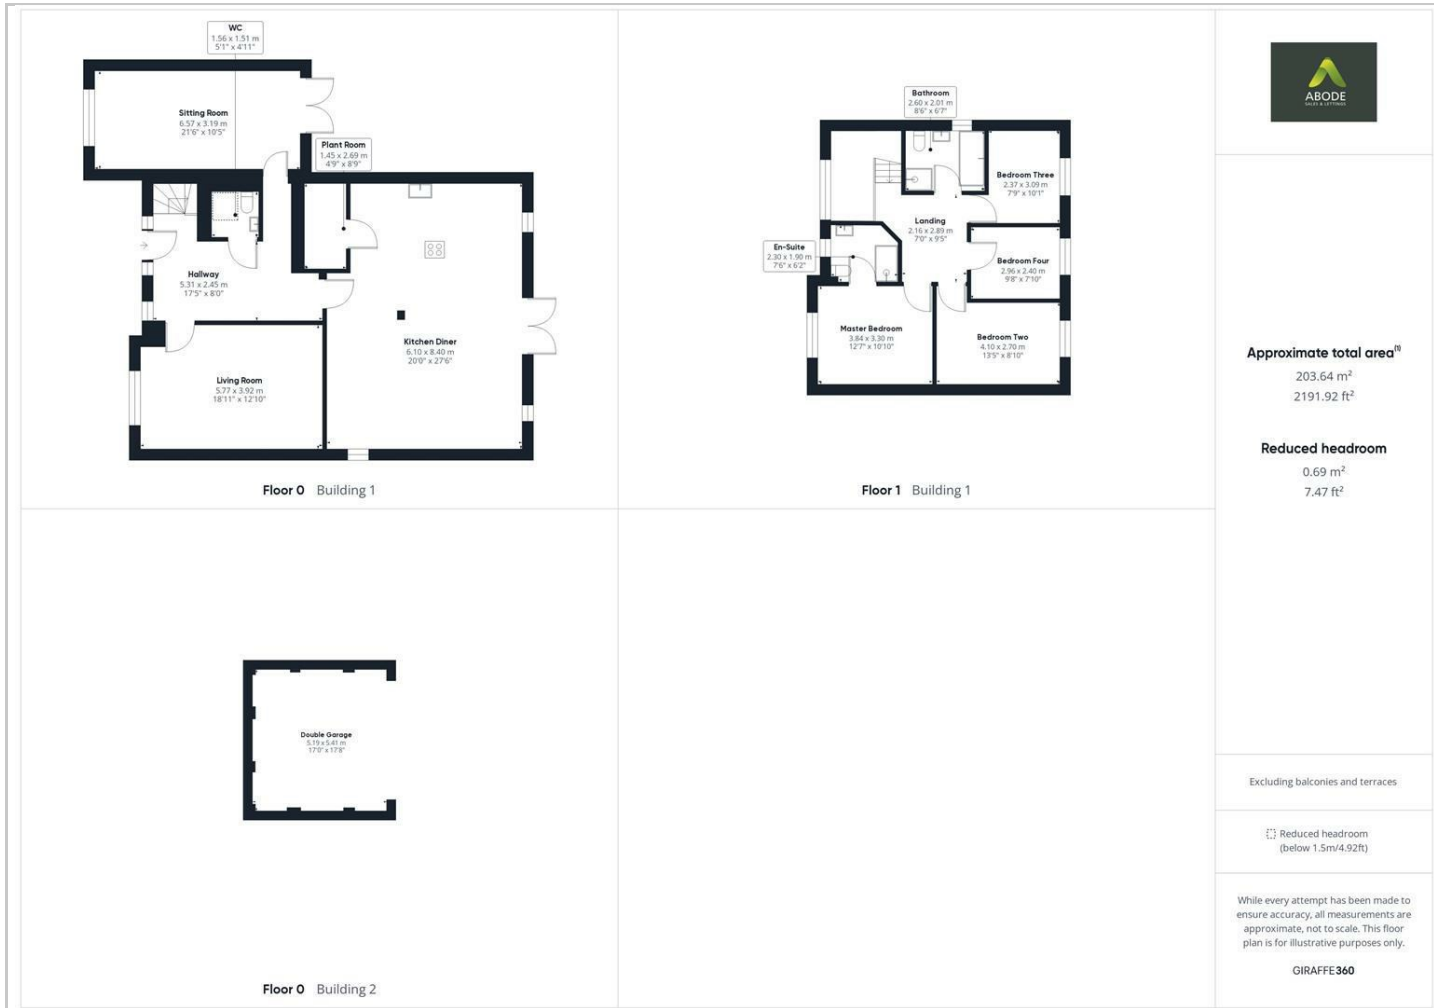 WC
1.56 x 1.51 m
5'1" x 4'11"
Sitting Room
6.57 x 3.19 m
21'6" x 10'5"
Plant Room
1.45 x 2.69 m
4'9" x 8'9"
Hallway
5.31 x 2.45 m
17'5" x 8'0"
Kitchen Diner
6.10 x 8.40 m
20'0" x 27'6"
Living Room
5.77 x 3.92 m
18'11" x 12'10"
Floor 0 Building 1
Bathroom
2.60 x 2.01 m
8'6" x 6'7"
Bedroom Three
2.37 x 3.09 m
7'9" x 10'1"
Landing
2.16 x 2.89 m
7'0" x 9'5"
En-Suite
2.30 x 1.90 m
7'6" x 6'2"
Bedroom Four
2.96 x 2.40 m
9'8" x 7'10"
Master Bedroom
3.84 x 3.30 m
12'7" x 10'10"
Bedroom Two
4.10 x 2.70 m
13'5" x 8'10"
Floor 1 Building 1
Double Garage
5.19 x 5.41 m
17'0" x 17'8"
Floor 0 Building 2
ABODE
SALES & LETTINGS
Approximate total area(1)
203.64 m²
2191.92 ft²
Reduced headroom
0.69 m²
7.47 ft²
Excluding balconies and terraces
Reduced headroom
(below 1.5m/4.92ft)
While every attempt has been made to
ensure accuracy, all measurements are
approximate, not to scale. This floor
plan is for illustrative purposes only.
GIRAFFE360